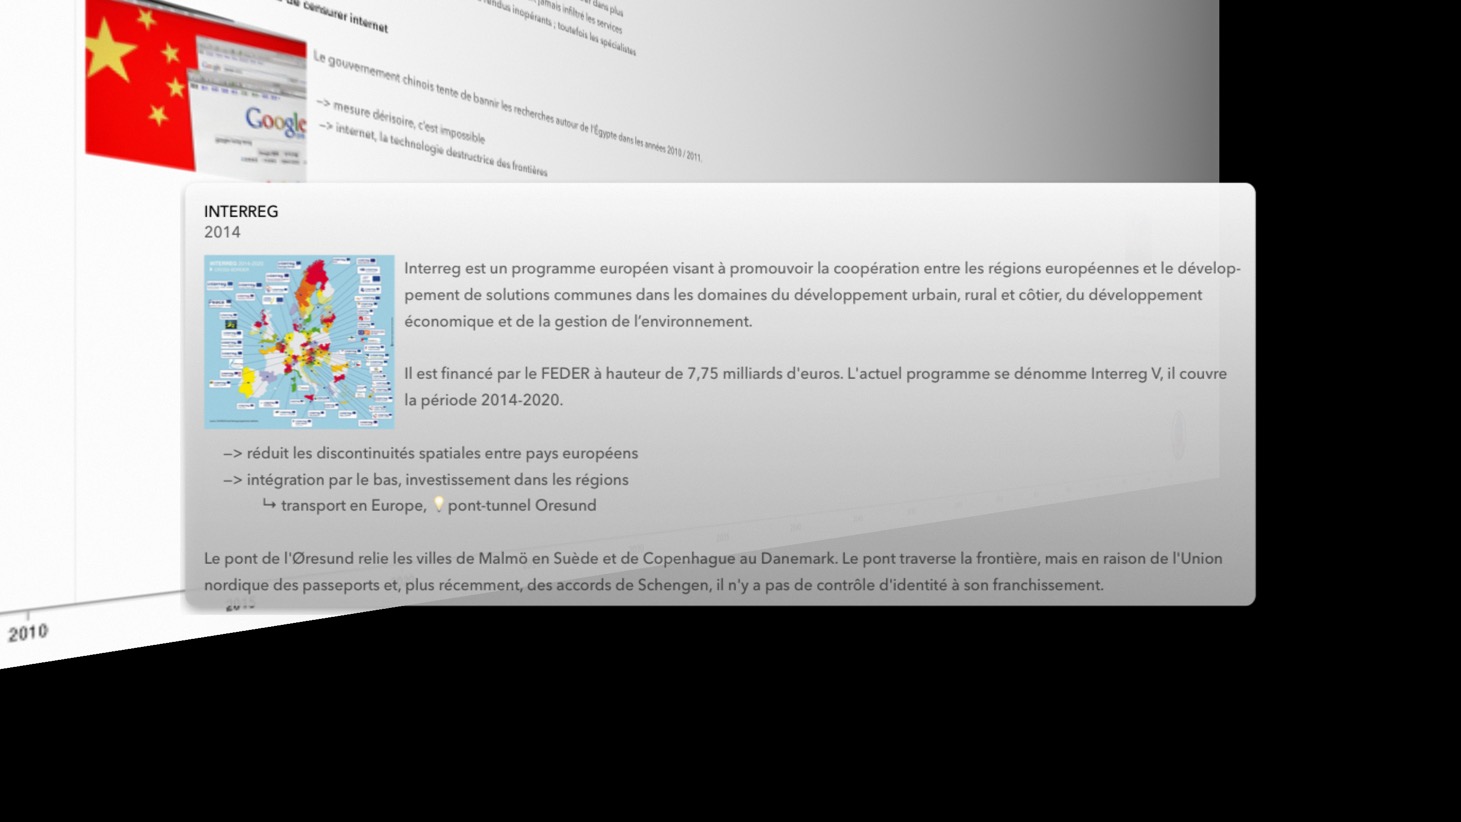 de censurer internet
dans plus
jamais infiltré les services
rendus inopérants ; toutefois les spécialistes
Le gouvernement chinois tente de bannir les recherches autour de l'Égypte dans les années 2010 / 2011.
—> mesure dérisoire, c'est impossible
—> internet, la technologie destructrice des frontières
Google
INTERREG
2014
Interreg est un programme européen visant à promouvoir la coopération entre les régions européennes et le dévelop-
pement de solutions communes dans les domaines du développement urbain, rural et côtier, du développement
économique et de la gestion de l’environnement.
Il est financé par le FEDER à hauteur de 7,75 milliards d'euros. L'actuel programme se dénomme Interreg V, il couvre
la période 2014-2020.
—> réduit les discontinuités spatiales entre pays européens
—> intégration par le bas, investissement dans les régions
↳ transport en Europe, 💡pont-tunnel Oresund
Le pont de l'Øresund relie les villes de Malmö en Suède et de Copenhague au Danemark. Le pont traverse la frontière, mais en raison de l'Union
nordique des passeports et, plus récemment, des accords de Schengen, il n'y a pas de contrôle d'identité à son franchissement.
2010
2015